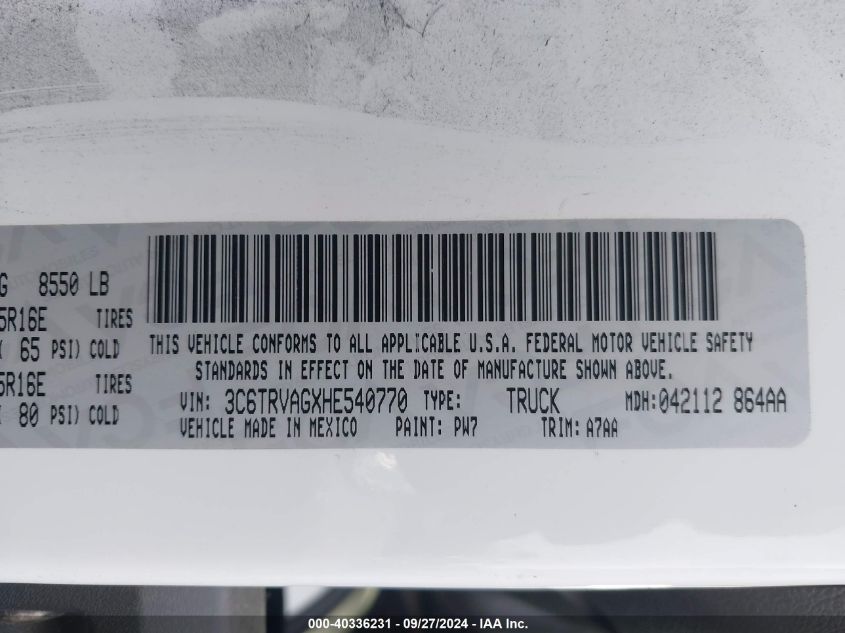 G 8550 LB
5R16E TIRES
( 65 PSI) COLD
5R16E TIRES
( 80 PSI) COLD
THIS VEHICLE CONFORMS TO ALL APPLICABLE U.S.A. FEDERAL MOTOR VEHICLE SAFETY
STANDARDS IN EFFECT ON THE DATE OF MANUFACTURE SHOWN ABOVE.
VIN: 3C6TRVAGXHE540770 TYPE: TRUCK MDH:042112 864AA
VEHICLE MADE IN MEXICO PAINT: PW7 TRIM: A7AA
000-40336231 - 09/27/2024 - IAA Inc.